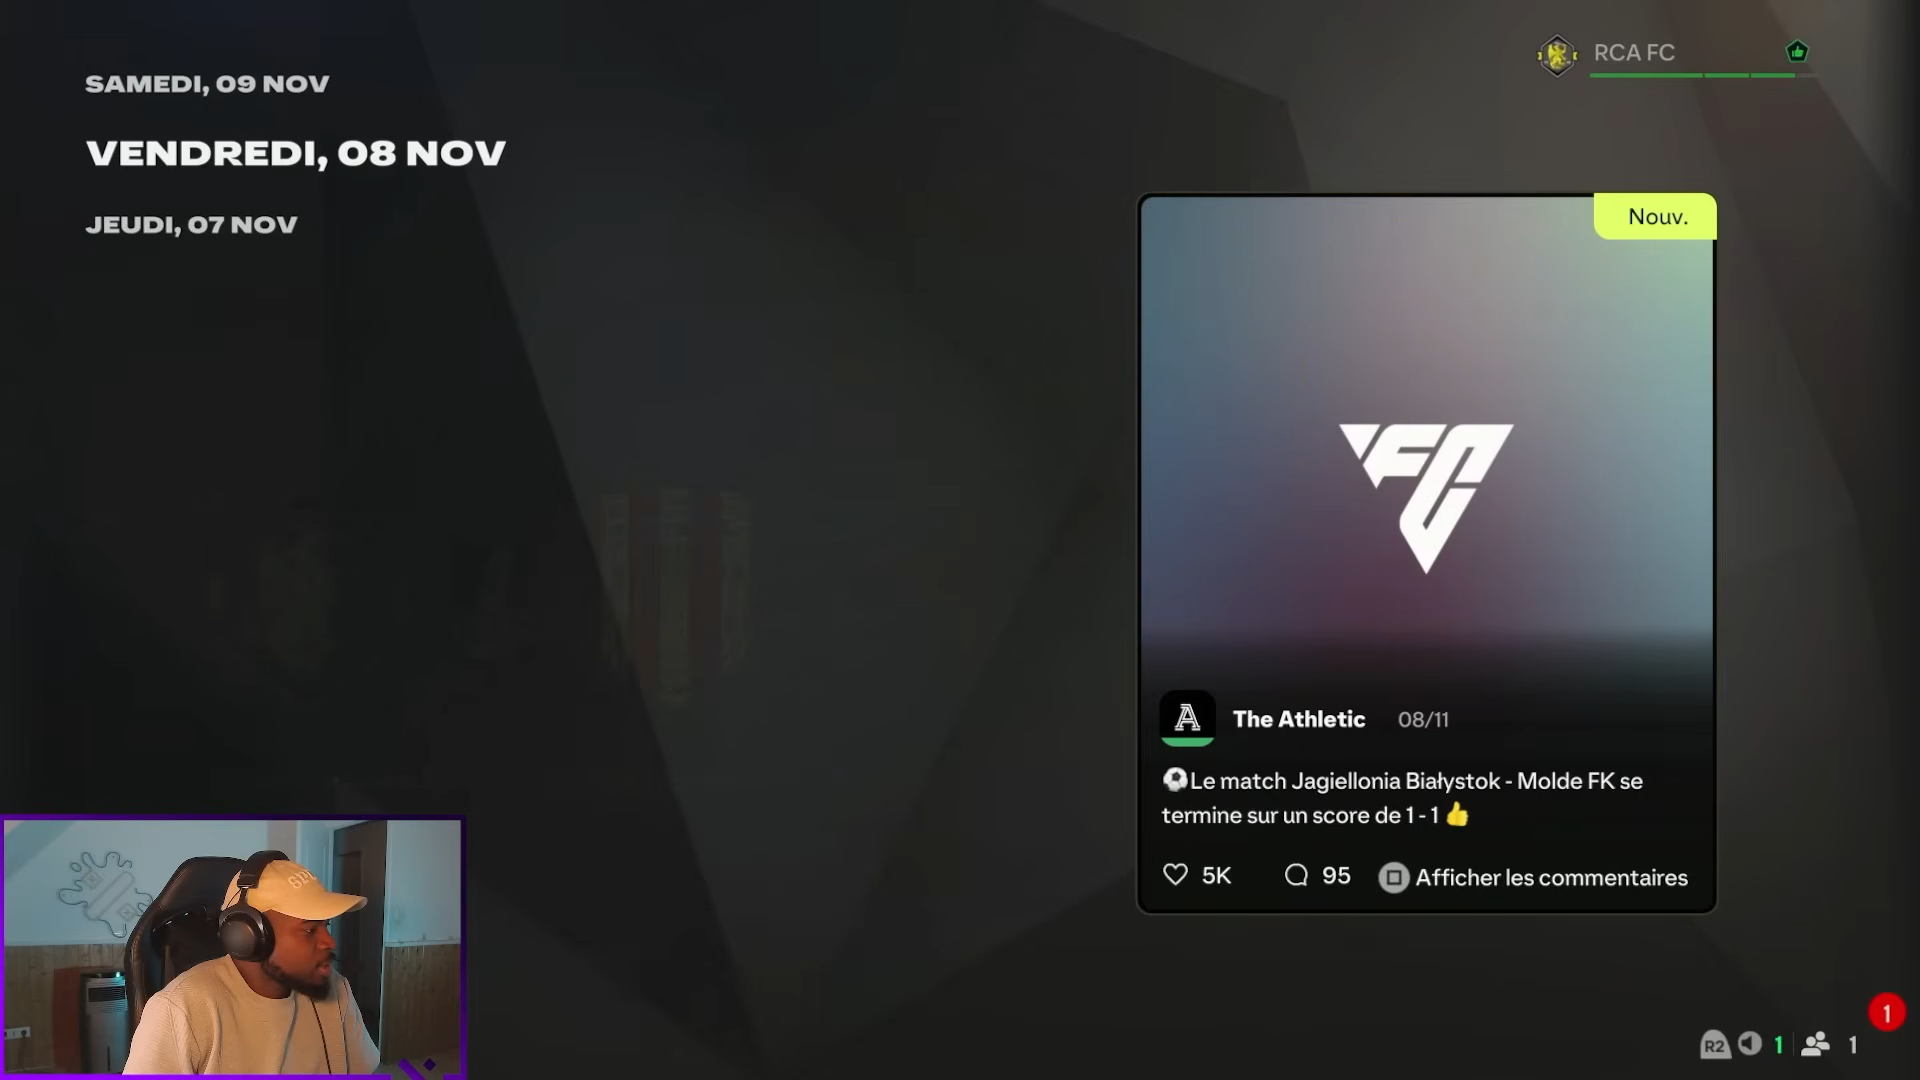 SAMEDI, 09 NOV
VENDREDI, 08 NOV
JEUDI, 07 NOV
RCA FC
Nouv.
FC
A
The Athletic 08/11
⚽Le match Jagiellonia Białystok - Molde FK se
termine sur un score de 1 - 1 👍
5K 95 Afficher les commentaires
1
R2 1 1